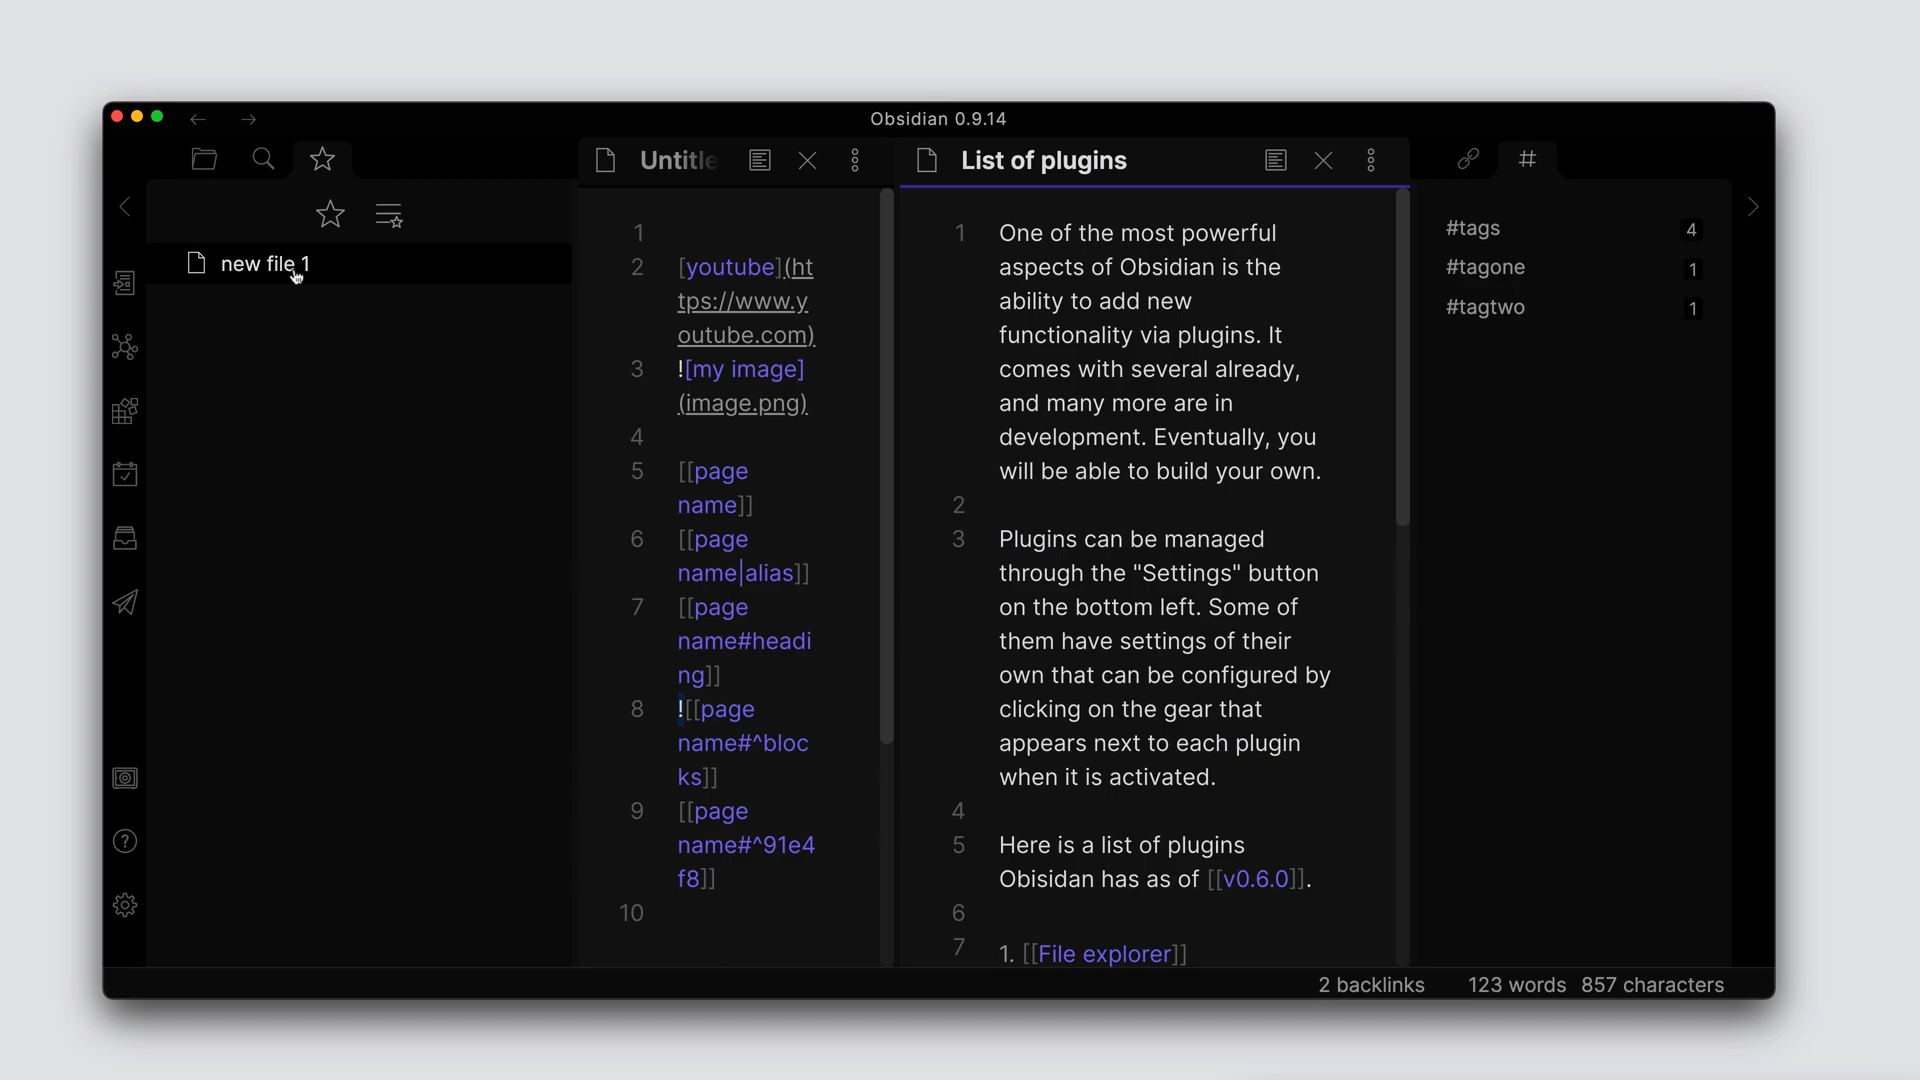 Obsidian 0.9.14
new file 1
Untitle
1
2 [youtube](ht
tps://www.y
outube.com)
3 ![my image]
(image.png)
4
5 [[page
name]]
6 [[page
name|alias]]
7 [[page
name#headi
ng]]
8 ![[page
name#^bloc
ks]]
9 [[page
name#^91e4
f8]]
10
List of plugins
1 One of the most powerful
aspects of Obsidian is the
ability to add new
functionality via plugins. It
comes with several already,
and many more are in
development. Eventually, you
will be able to build your own.
2
3 Plugins can be managed
through the "Settings" button
on the bottom left. Some of
them have settings of their
own that can be configured by
clicking on the gear that
appears next to each plugin
when it is activated.
4
5 Here is a list of plugins
Obisidan has as of [[v0.6.0]].
6
7 1. [[File explorer]]
#tags 4
#tagone 1
#tagtwo 1
2 backlinks 123 words 857 characters